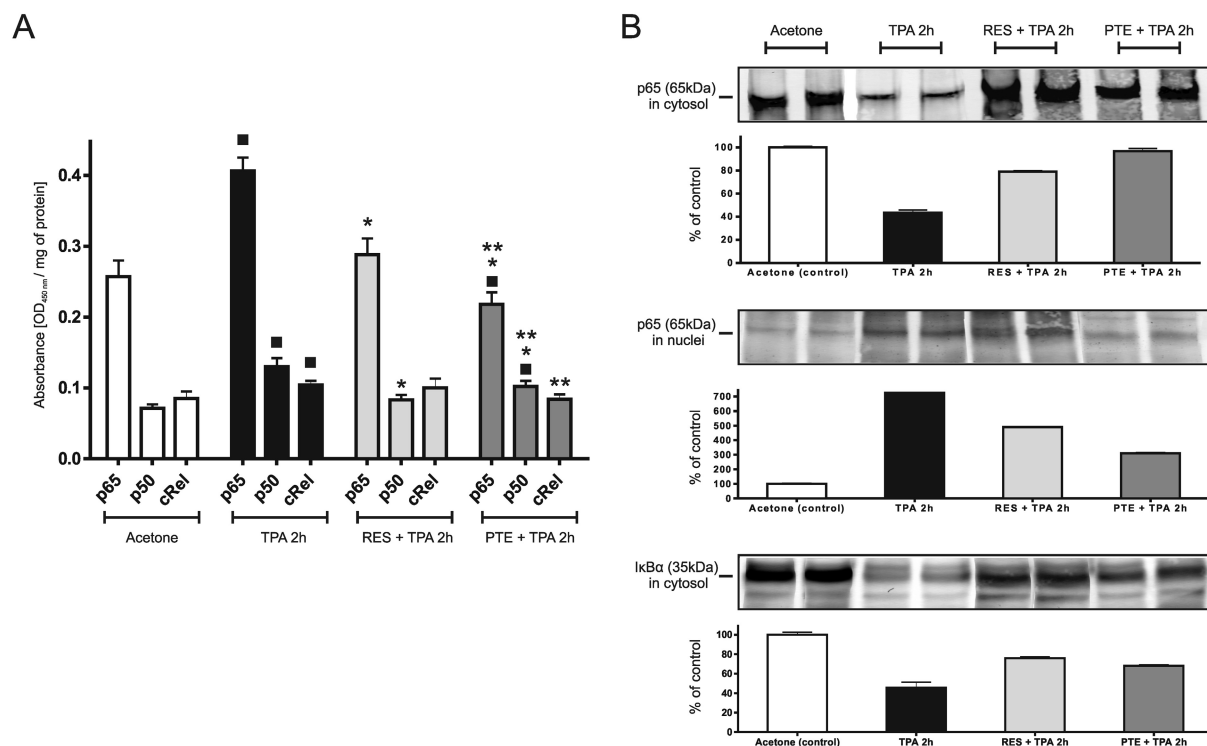 A
Absorbance [OD450 nm / mg of protein)
0.4
0.3
0.2
0.1
0.0
■
■
■
*
*
**
*
■
**
*
■
**
p65 p50 cRel p65 p50 cRel p65 p50 cRel p65 p50 cRel
Acetone TPA 2h RES + TPA 2h PTE + TPA 2h
B
Acetone TPA 2h RES + TPA 2h PTE + TPA 2h
p65 (65kDa)
in cytosol
% of control
100
80
60
40
20
0
Acetone (control) TPA 2h RES + TPA 2h PTE + TPA 2h
p65 (65kDa)
in nuclei
% of control
700
600
500
400
300
200
100
0
Acetone (control) TPA 2h RES + TPA 2h PTE + TPA 2h
IκBα (35kDa)
in cytosol
% of control
100
80
60
40
20
0
Acetone (control) TPA 2h RES + TPA 2h PTE + TPA 2h